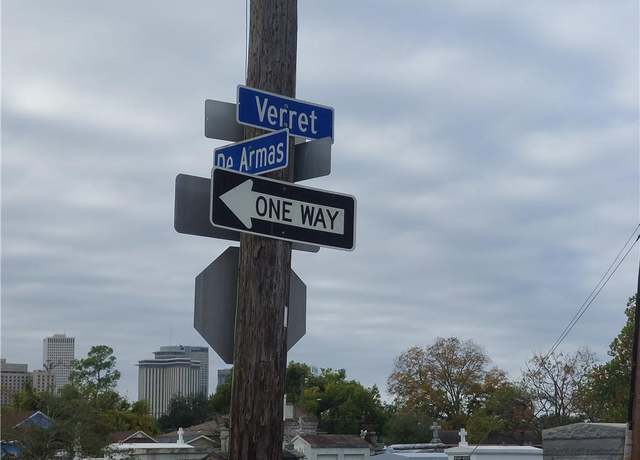 Verret
De Armas
ONE WAY